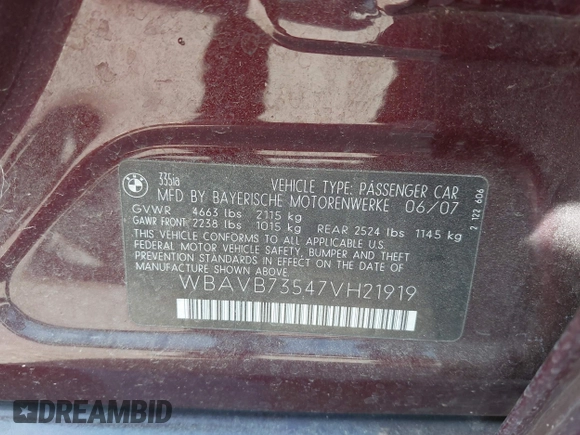 BMW
335ia
VEHICLE TYPE: PASSENGER CAR
MFD BY BAYERISCHE MOTORENWERKE 06/07
GVWR 4663 lbs 2115 kg
GAWR FRONT: 2238 lbs 1015 kg REAR 2524 lbs 1145 kg
THIS VEHICLE CONFORMS TO ALL APPLICABLE U.S.
FEDERAL MOTOR VEHICLE SAFETY, BUMPER AND THEFT
PREVENTION STANDARDS IN EFFECT ON THE DATE OF
MANUFACTURE SHOWN ABOVE.
WBAVB73547VH21919
2 122 606
DREAMBID